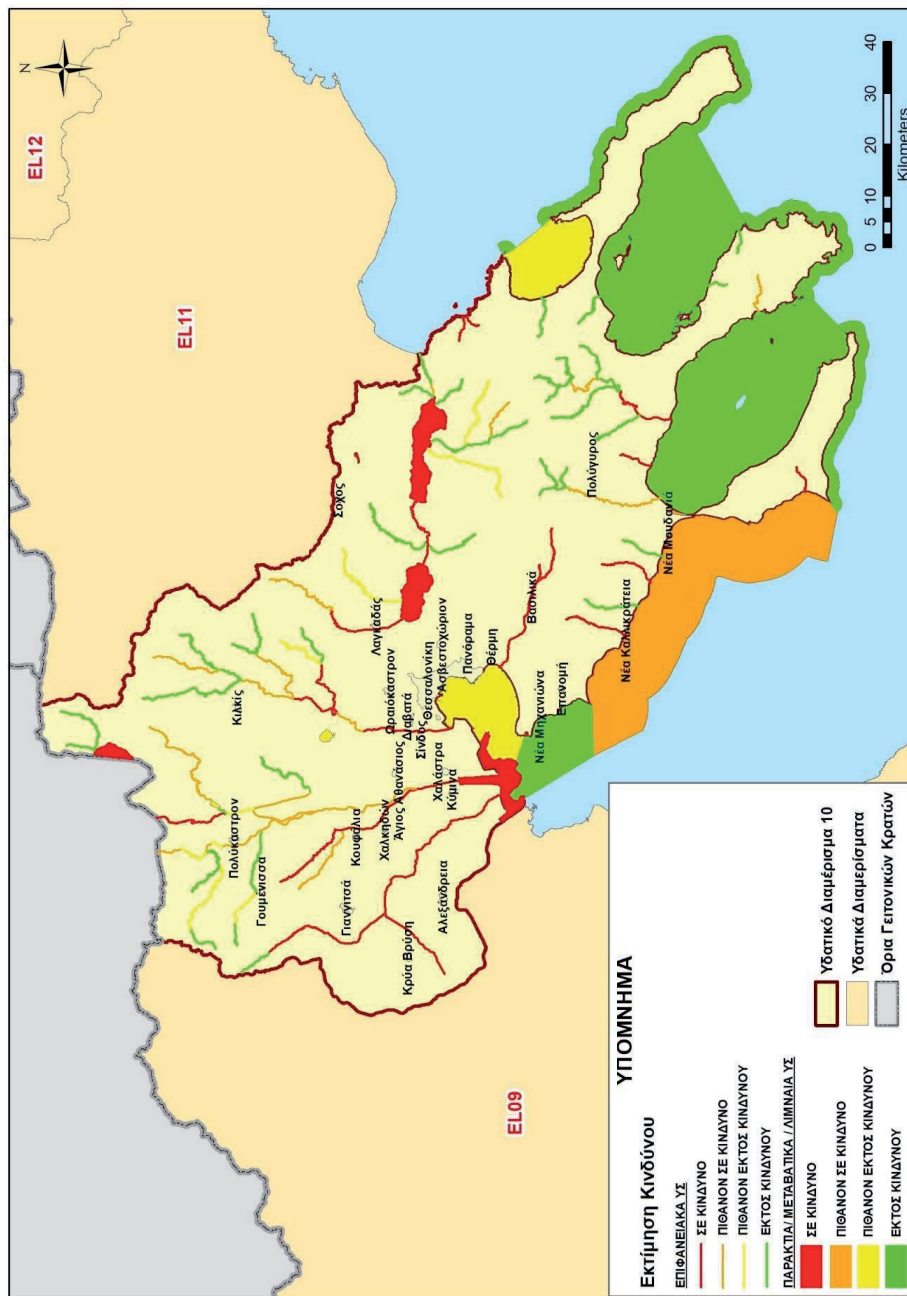 N
EL12
EL11
EL09
Σοχος
Κιλκίς
Πολύκαστρον
Γουμένισσα
Λαγκαδάς
Ωραιόκαστρον
Διαβατά
Σίνδος
Θεσσαλονίκη
Ασβεστοχώριον
Πανόραμα
Θέρμη
Κουφάλια
Χαλκηδών
Άγιος Αθανάσιος
Χαλάστρα
Κύμινα
Γιαννιτσά
Κρύα Βρύση
Αλεξάνδρεια
Βασιλικά
Νέα Μηχανιώνα
Επανομή
Πολύγυρος
Νέα Καλλικράτεια
Νέα Μουδανιά
0 5 10 20 30 40
Kilometers
ΥΠΟΜΝΗΜΑ
Εκτίμηση Κινδύνου
ΕΠΙΦΑΝΕΙΑΚΑ ΥΣ
ΣΕ ΚΙΝΔΥΝΟ
ΠΙΘΑΝΟΝ ΣΕ ΚΙΝΔΥΝΟ
ΠΙΘΑΝΟΝ ΕΚΤΟΣ ΚΙΝΔΥΝΟΥ
ΕΚΤΟΣ ΚΙΝΔΥΝΟΥ
ΠΑΡΑΚΤΙΑ/ ΜΕΤΑΒΑΤΙΚΑ / ΛΙΜΝΑΙΑ ΥΣ
ΣΕ ΚΙΝΔΥΝΟ
ΠΙΘΑΝΟΝ ΣΕ ΚΙΝΔΥΝΟ
ΠΙΘΑΝΟΝ ΕΚΤΟΣ ΚΙΝΔΥΝΟΥ
ΕΚΤΟΣ ΚΙΝΔΥΝΟΥ
Υδατικό Διαμέρισμα 10
Υδατικά Διαμερίσματα
Όρια Γειτονικών Κρατών